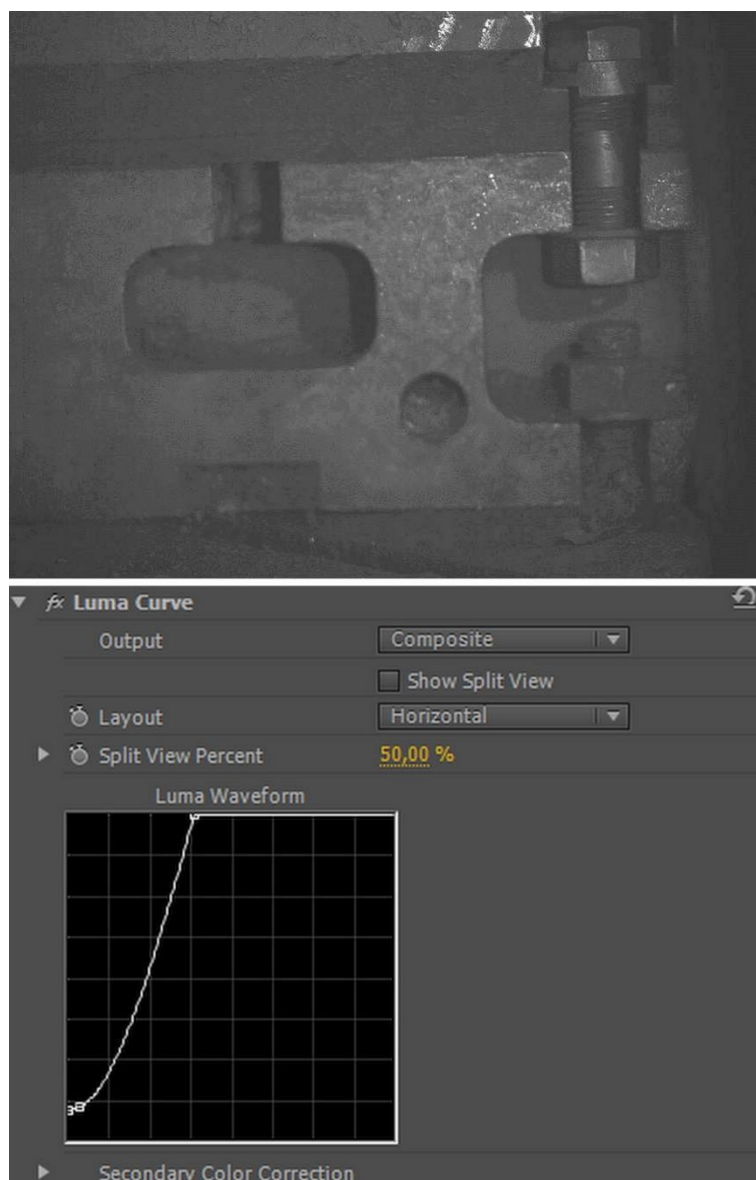 fx Luma Curve
Output Composite
Show Split View
Layout Horizontal
Split View Percent 50,00 %
Luma Waveform
Secondary Color Correction